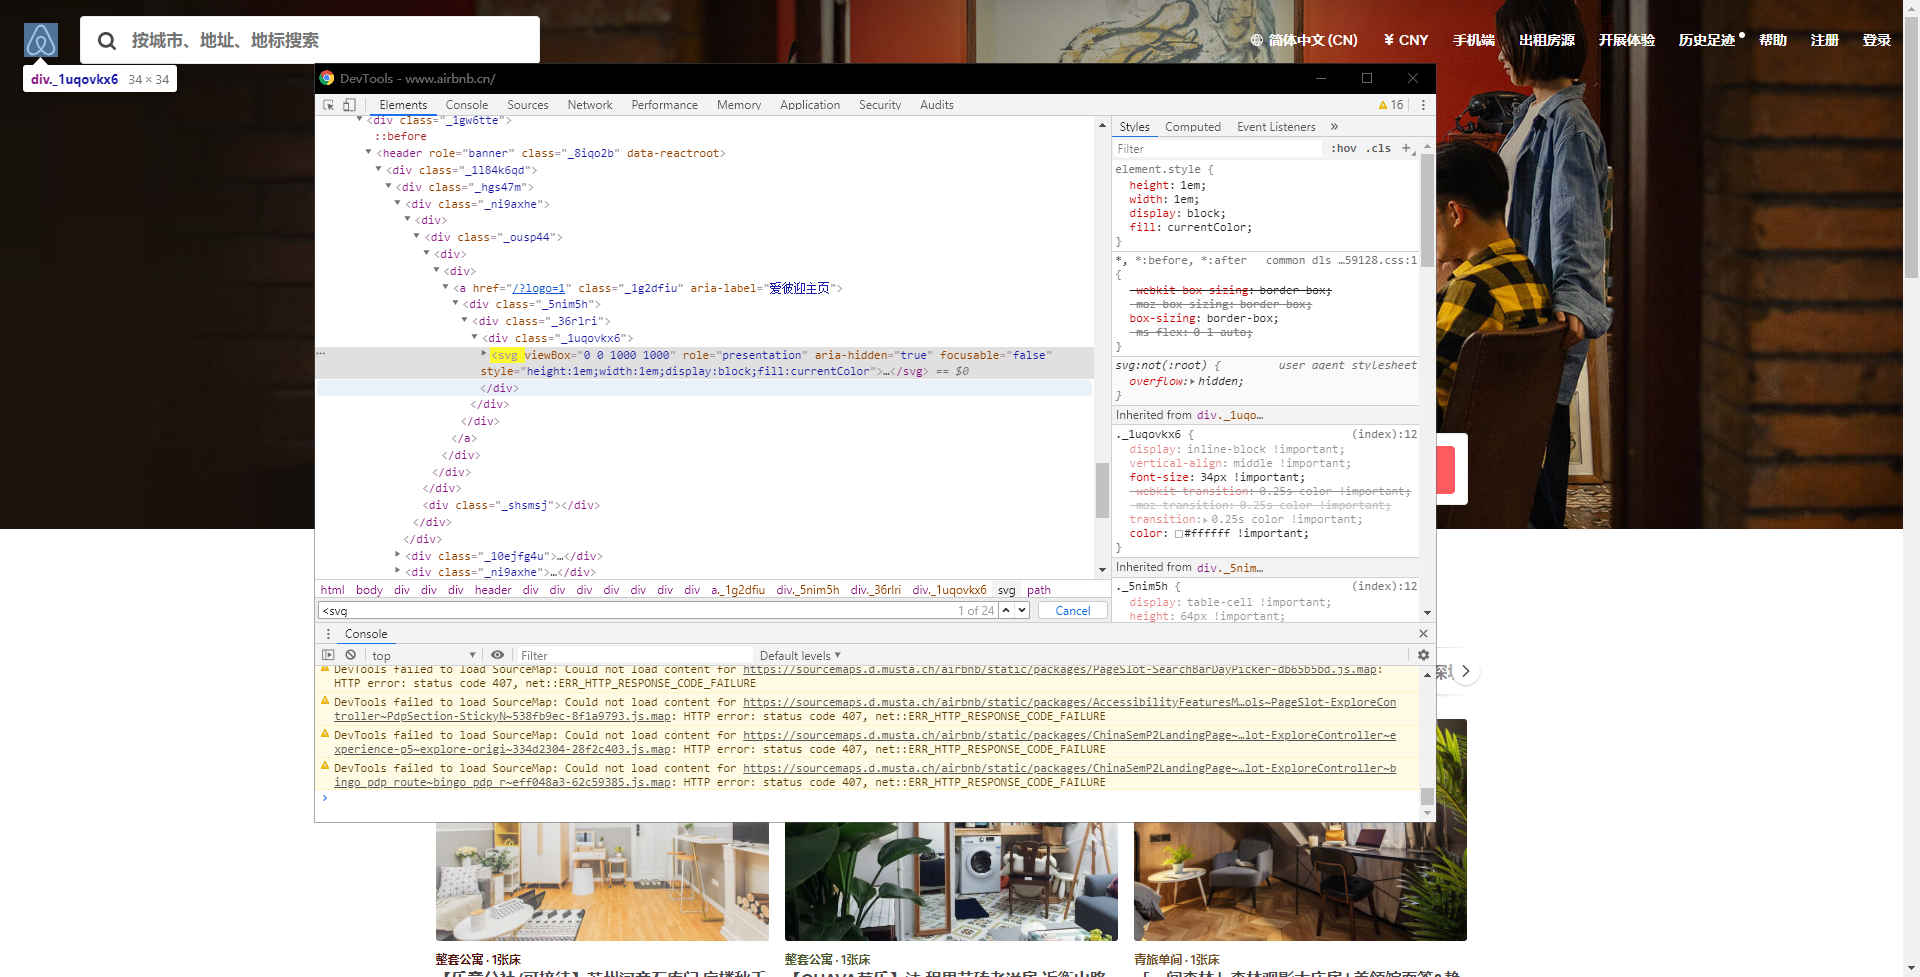 按城市、地址、地标搜索
简体中文 (CN) ¥ CNY 手机端 出租房源 开展体验 历史足迹 帮助 注册 登录
div._1uqovkx6 34 × 34
DevTools - www.airbnb.cn/
Elements Console Sources Network Performance Memory Application Security Audits 16
<div class="_1gw6tte">
::before
<header role="banner" class="_8iqo2b" data-reactroot>
<div class="_1l84k6qd">
<div class="_hgs47m">
<div class="_ni9axhe">
<div>
<div class="_ousp44">
<div>
<div>
<a href="/?logo=1" class="_1g2dfiu" aria-label="爱彼迎主页">
<div class="_5nim5h">
<div class="_36rlri">
<div class="_1uqovkx6">
<svg viewBox="0 0 1000 1000" role="presentation" aria-hidden="true" focusable="false"
style="height:1em;width:1em;display:block;fill:currentColor">…</svg> == $0
</div>
</div>
</div>
</a>
</div>
</div>
</div>
<div class="_shsmsj"></div>
</div>
</div>
<div class="_10ejfg4u">…</div>
<div class="_ni9axhe">…</div>
html body div div div header div div div div div div a._1g2dfiu div._5nim5h div._36rlri div._1uqovkx6 svg path
<svg 1 of 24 Cancel
Styles Computed Event Listeners »
Filter :hov .cls +
element.style {
height: 1em;
width: 1em;
display: block;
fill: currentColor;
}
*, *:before, *:after common dls …59128.css:1
{
-webkit-box-sizing: border-box;
-moz-box-sizing: border-box;
box-sizing: border-box;
-ms-flex: 0 1 auto;
}
svg:not(:root) { user agent stylesheet
overflow: hidden;
}
Inherited from div._1uqo…
._1uqovkx6 { (index):12
display: inline-block !important;
vertical-align: middle !important;
font-size: 34px !important;
-webkit-transition: 0.25s color !important;
-moz-transition: 0.25s color !important;
transition: 0.25s color !important;
color: #ffffff !important;
}
Inherited from div._5nim…
._5nim5h { (index):12
display: table-cell !important;
height: 64px !important;
Console
top Filter Default levels
DevTools failed to load SourceMap: Could not load content for https://sourcemaps.d.musta.ch/airbnb/static/packages/PageSlot-SearchBarDayPicker-db65b5bd.js.map:
HTTP error: status code 407, net::ERR_HTTP_RESPONSE_CODE_FAILURE
DevTools failed to load SourceMap: Could not load content for https://sourcemaps.d.musta.ch/airbnb/static/packages/AccessibilityFeaturesM…ols~PageSlot-ExploreCon
troller~PdpSection-StickyN~538fb9ec-8f1a9793.js.map: HTTP error: status code 407, net::ERR_HTTP_RESPONSE_CODE_FAILURE
DevTools failed to load SourceMap: Could not load content for https://sourcemaps.d.musta.ch/airbnb/static/packages/ChinaSemP2LandingPage~…lot-ExploreController~e
xperience-p5~explore-origi~334d2304-28f2c403.js.map: HTTP error: status code 407, net::ERR_HTTP_RESPONSE_CODE_FAILURE
DevTools failed to load SourceMap: Could not load content for https://sourcemaps.d.musta.ch/airbnb/static/packages/ChinaSemP2LandingPage~…lot-ExploreController~b
ingo_pdp_route~bingo_pdp_r~eff048a3-62c59385.js.map: HTTP error: status code 407, net::ERR_HTTP_RESPONSE_CODE_FAILURE
整套公寓 · 1张床
整套公寓 · 1张床
青旅单间 · 1张床